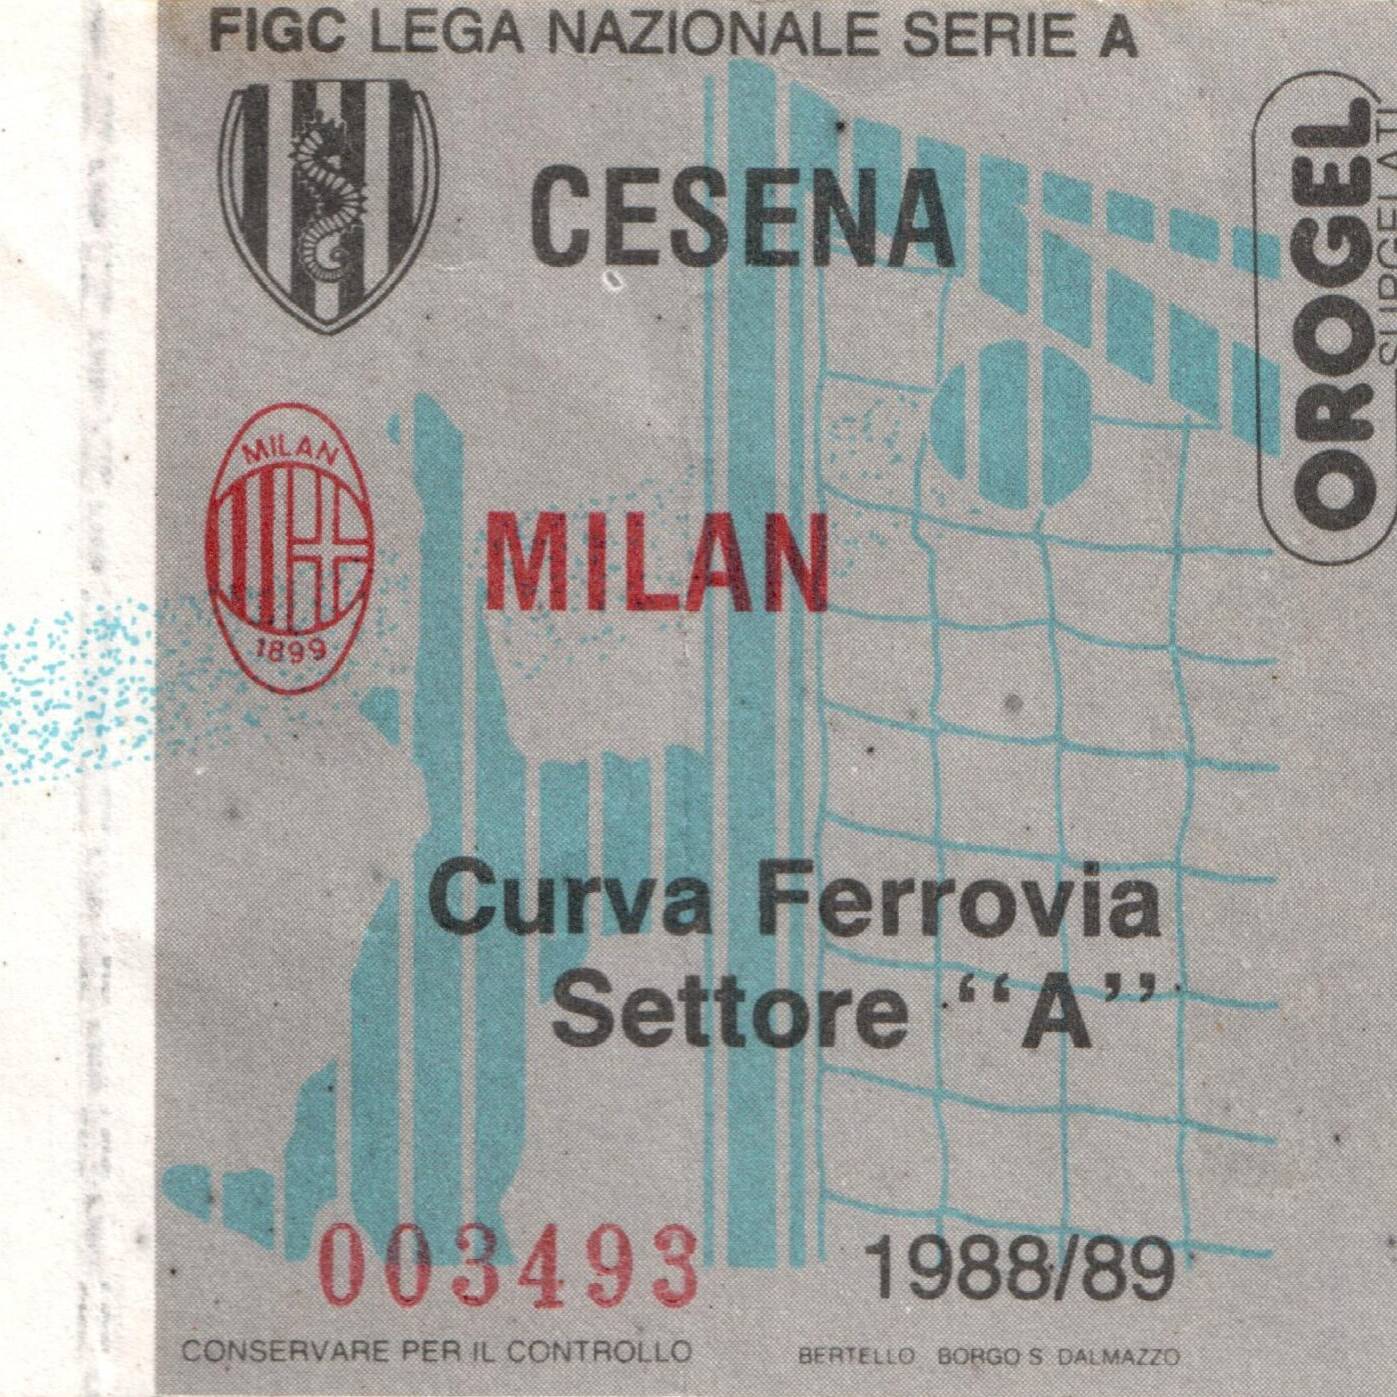 FIGC LEGA NAZIONALE SERIE A
CESENA
OROGEL
SURGELATI
MILAN
1899
MILAN
Curva Ferrovia
Settore “A”
003493
1988/89
CONSERVARE PER IL CONTROLLO
BERTELLO BORGO S. DALMAZZO